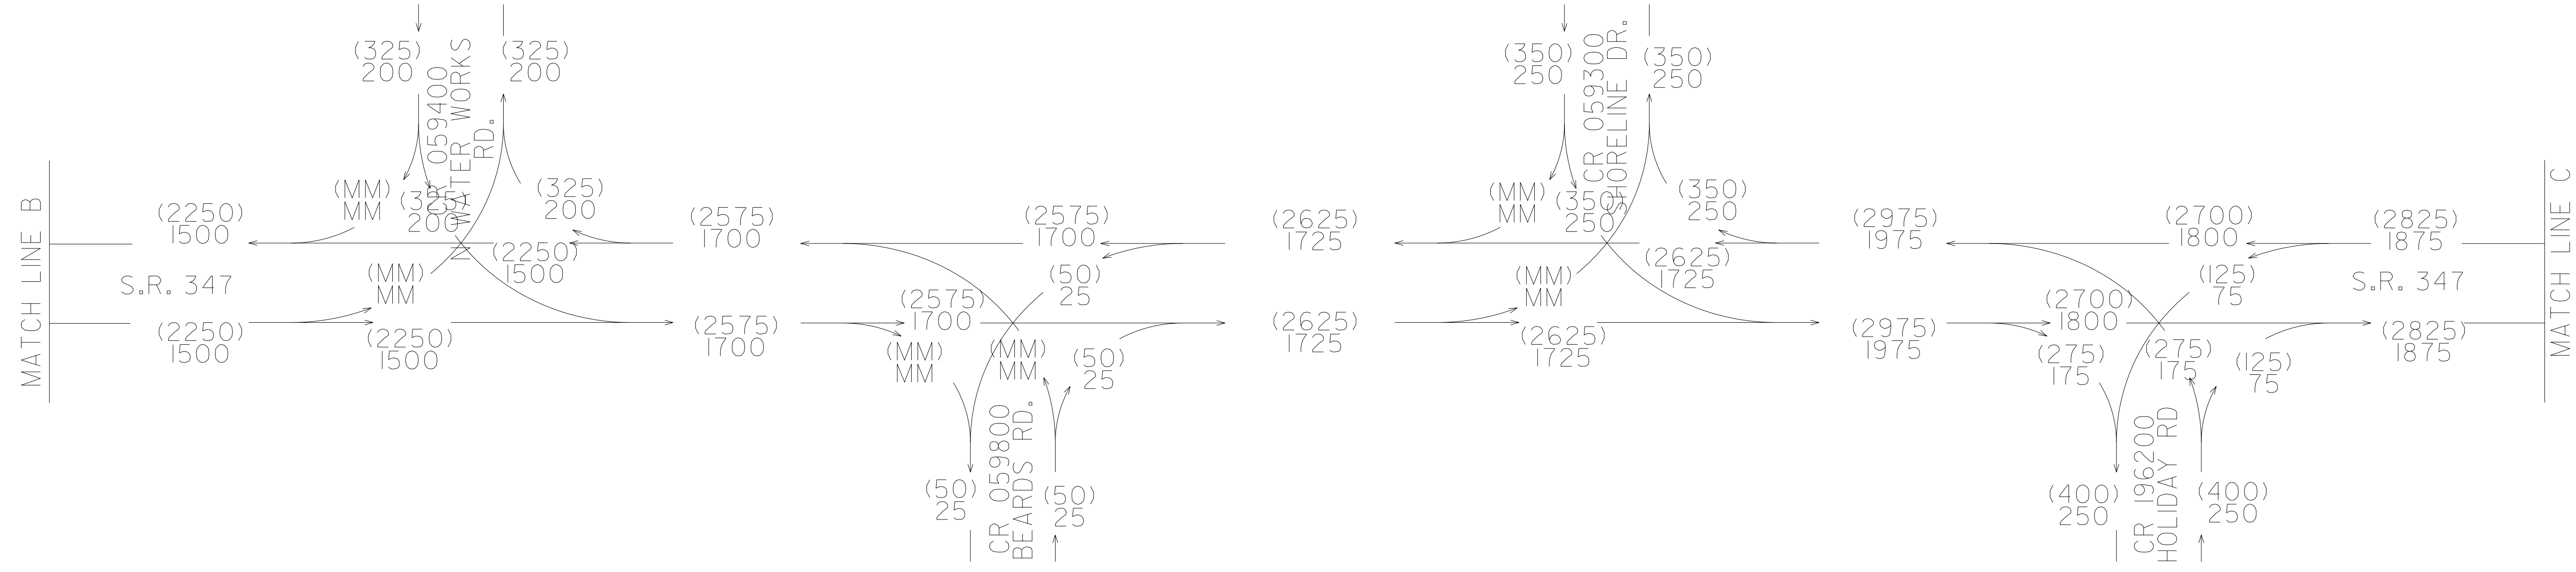 MATCH LINE B
(2250)
1500
S.R. 347
(2250)
1500
(325)
200
CR 059400
N WATER WORKS
RD.
(325)
200
(MM)
MM
(325)
200
(325)
200
(2250)
1500
(MM)
MM
(2250)
1500
(2575)
1700
(2575)
1700
(2575)
1700
(50)
25
(2575)
1700
(MM)
MM
(MM)
MM
(50)
25
(50)
25
CR 059800
BEARDS RD.
(50)
25
(2625)
1725
(2625)
1725
(350)
250
CR 059300
SHORELINE DR.
(350)
250
(MM)
MM
(350)
250
(350)
250
(2625)
1725
(MM)
MM
(2625)
1725
(2975)
1975
(2975)
1975
(2700)
1800
(125)
75
(2700)
1800
(275)
175
(275)
175
(125)
75
(400)
250
CR 196200
HOLIDAY RD
(400)
250
(2825)
1875
S.R. 347
(2825)
1875
MATCH LINE C